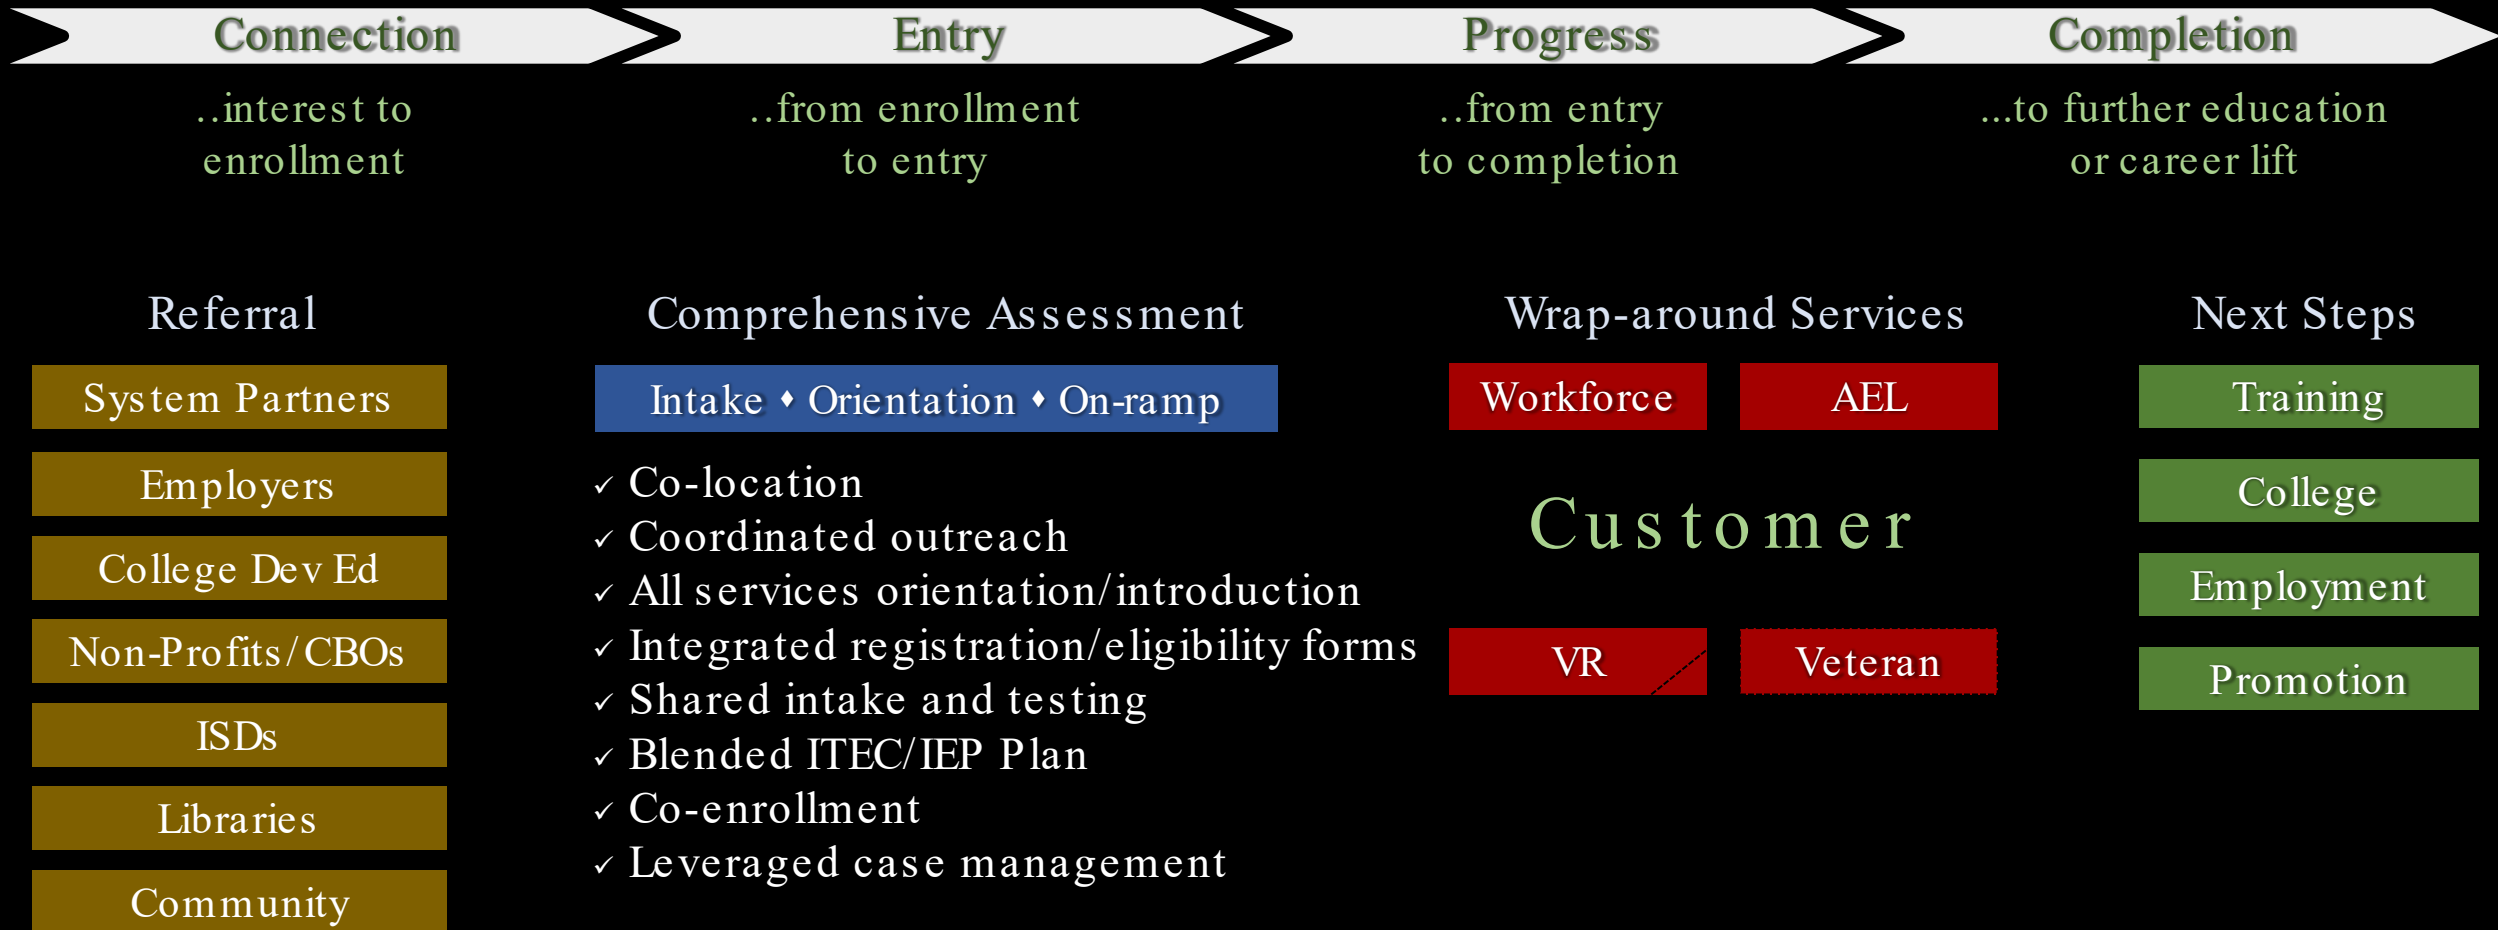 Connection
Entry
Progress
Completion
..interest to
enrollment
..from enrollment
to entry
..from entry
to completion
...to further education
or career lift
Referral
System Partners
Employers
College Dev Ed
Non-Profits/CBOs
ISDs
Libraries
Community
Comprehensive Assessment
Intake ♦ Orientation ♦ On-ramp
✓ Co-location
✓ Coordinated outreach
✓ All services orientation/introduction
✓ Integrated registration/eligibility forms
✓ Shared intake and testing
✓ Blended ITEC/IEP Plan
✓ Co-enrollment
✓ Leveraged case management
Wrap-around Services
Workforce
AEL
Customer
VR
Veteran
Next Steps
Training
College
Employment
Promotion